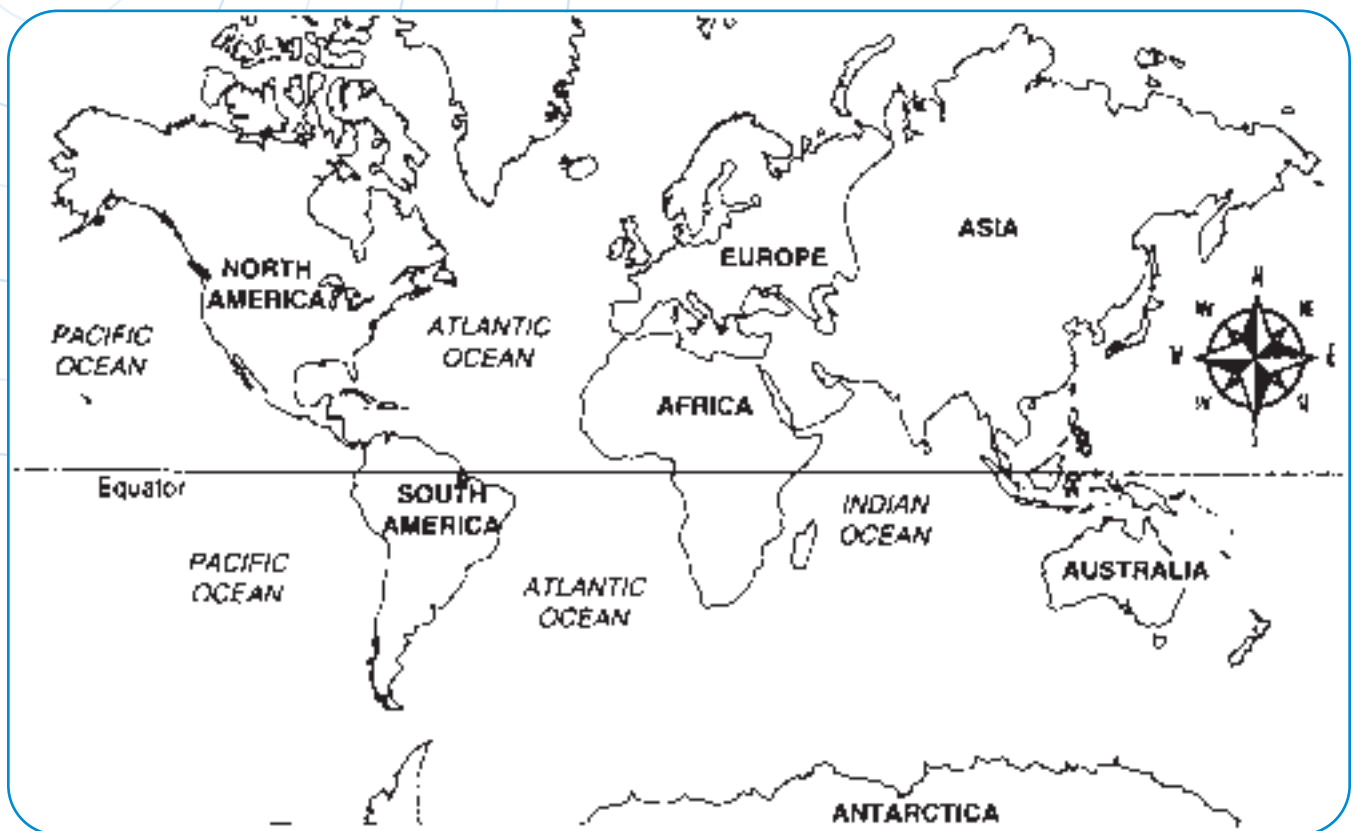 ASIA
EUROPE
NORTH
AMERICA
PACIFIC
OCEAN
ATLANTIC
OCEAN
N
E
AFRICA
Equator
SOUTH
AMERICA
INDIAN
OCEAN
PACIFIC
OCEAN
ATLANTIC
OCEAN
AUSTRALIA
ANTARCTICA